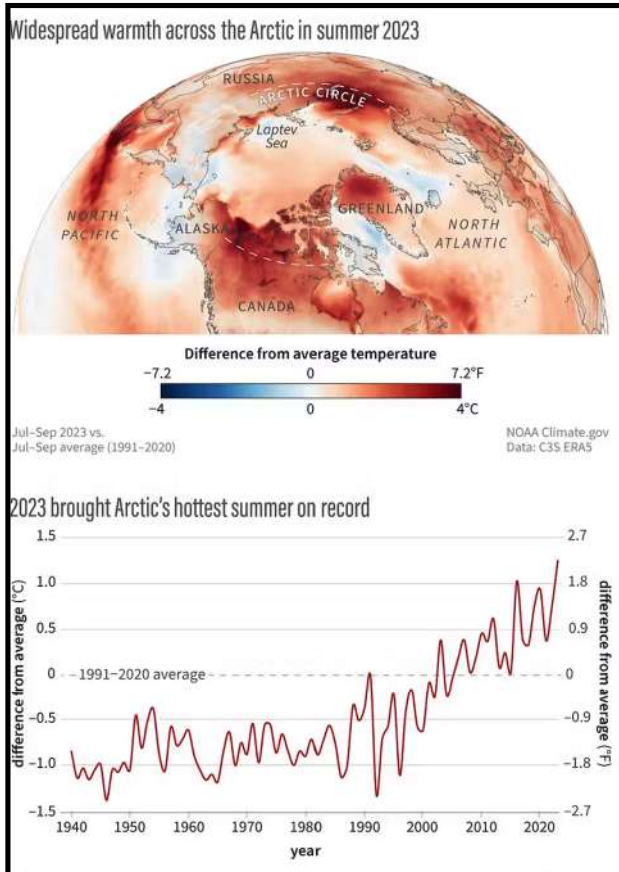 Widespread warmth across the Arctic in summer 2023
RUSSIA
ARCTIC CIRCLE
Laptev
Sea
NORTH
PACIFIC
ALASKA
GREENLAND
NORTH
ATLANTIC
CANADA
Difference from average temperature
−7.2 0 7.2°F
−4 0 4°C
Jul–Sep 2023 vs.
Jul–Sep average (1991–2020)
NOAA Climate.gov
Data: C3S ERA5
2023 brought Arctic's hottest summer on record
difference from average (°C)
1.5
1.0
0.5
0
−0.5
−1.0
−1.5
1991–2020 average
2.7
1.8
0.9
0
−0.9
−1.8
−2.7
difference from average (°F)
1940 1950 1960 1970 1980 1990 2000 2010 2020
year